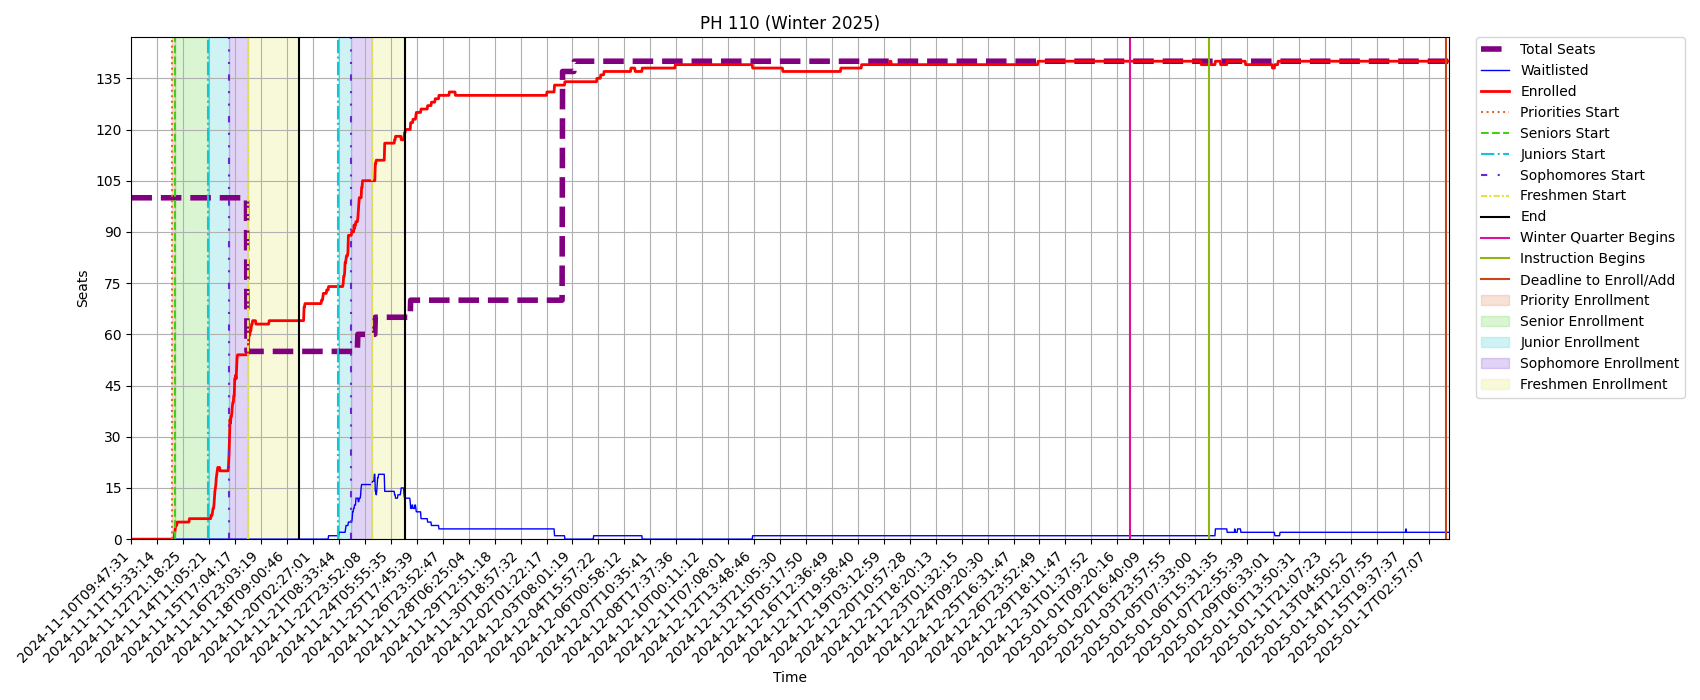 PH 110 (Winter 2025)
Seats
135
120
105
90
75
60
45
30
15
0
2024-11-10T09:47:31
2024-11-11T15:33:14
2024-11-12T21:18:25
2024-11-14T11:05:21
2024-11-15T17:04:17
2024-11-16T23:03:19
2024-11-18T09:00:46
2024-11-20T02:27:01
2024-11-21T08:33:44
2024-11-22T23:52:08
2024-11-24T05:55:35
2024-11-25T17:45:39
2024-11-26T23:52:47
2024-11-28T06:25:04
2024-11-29T12:51:18
2024-11-30T18:57:32
2024-12-02T01:22:17
2024-12-03T08:01:19
2024-12-04T15:57:22
2024-12-06T00:58:12
2024-12-07T10:35:41
2024-12-08T17:37:36
2024-12-10T00:11:12
2024-12-11T07:08:01
2024-12-12T13:48:46
2024-12-13T21:05:30
2024-12-15T05:17:50
2024-12-16T12:36:49
2024-12-17T19:58:40
2024-12-19T03:12:59
2024-12-20T10:57:28
2024-12-21T18:20:13
2024-12-23T01:32:15
2024-12-24T09:20:30
2024-12-25T16:31:47
2024-12-26T23:52:49
2024-12-29T18:11:47
2024-12-31T01:37:52
2025-01-01T09:20:16
2025-01-02T16:40:09
2025-01-03T23:57:55
2025-01-05T07:33:00
2025-01-06T15:31:35
2025-01-07T22:55:39
2025-01-09T06:33:01
2025-01-10T13:50:31
2025-01-11T21:07:23
2025-01-13T04:50:52
2025-01-14T12:07:55
2025-01-15T19:37:37
2025-01-17T02:57:07
Time
Total Seats
Waitlisted
Enrolled
Priorities Start
Seniors Start
Juniors Start
Sophomores Start
Freshmen Start
End
Winter Quarter Begins
Instruction Begins
Deadline to Enroll/Add
Priority Enrollment
Senior Enrollment
Junior Enrollment
Sophomore Enrollment
Freshmen Enrollment